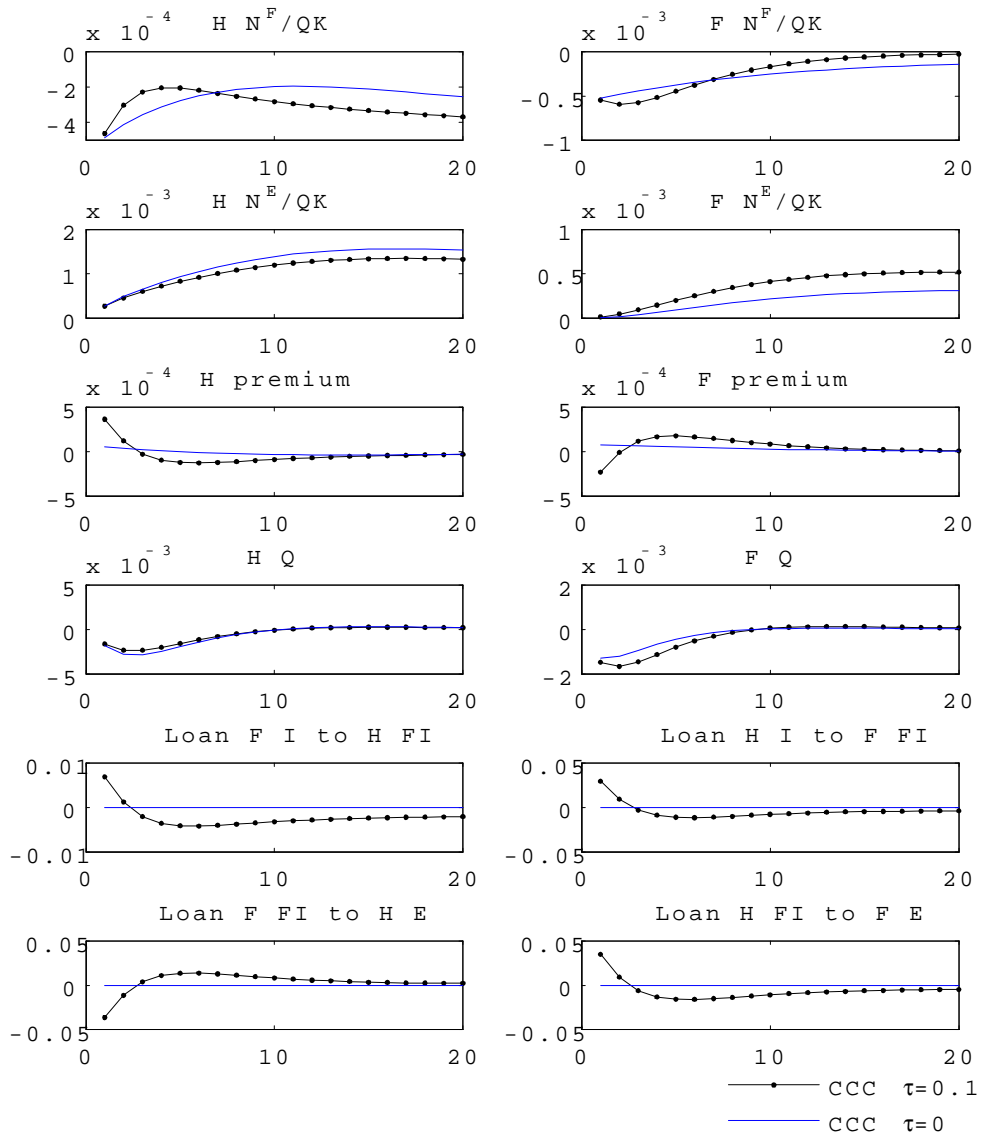 x 10^-4 H N^F/QK
0
-2
-4
0 10 20
x 10^-3 F N^F/QK
0
-0.5
-1
0 10 20
x 10^-3 H N^E/QK
2
1
0
0 10 20
x 10^-3 F N^E/QK
1
0.5
0
0 10 20
x 10^-4 H premium
5
0
-5
0 10 20
x 10^-4 F premium
5
0
-5
0 10 20
x 10^-3 H Q
5
0
-5
0 10 20
x 10^-3 F Q
2
0
-2
0 10 20
Loan F I to H FI
0.01
0
-0.01
0 10 20
Loan H I to F FI
0.05
0
-0.05
0 10 20
Loan F FI to H E
0.05
0
-0.05
0 10 20
Loan H FI to F E
0.05
0
-0.05
0 10 20
CCC τ=0.1
CCC τ=0